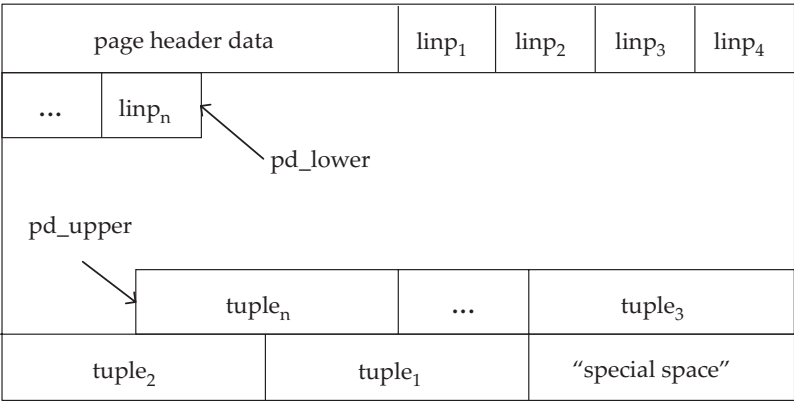 page header data linp₁ linp₂ linp₃ linp₄
... linpₙ
pd_lower
pd_upper
tupleₙ ... tuple₃
tuple₂ tuple₁ “special space”